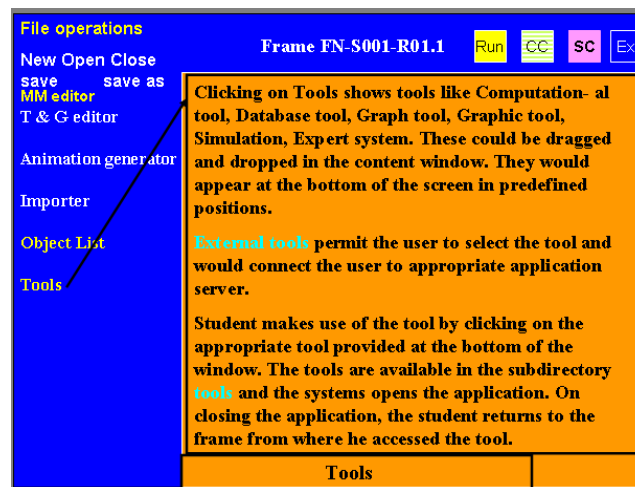 File operations
Frame FN-S001-R01.1
Run
CC
SC
Ex
New Open Close
save save as
MM editor
T & G editor
Animation generator
Importer
Object List
Tools
Clicking on Tools shows tools like Computation- al
tool, Database tool, Graph tool, Graphic tool,
Simulation, Expert system. These could be dragged
and dropped in the content window. They would
appear at the bottom of the screen in predefined
positions.
External tools permit the user to select the tool and
would connect the user to appropriate application
server.
Student makes use of the tool by clicking on the
appropriate tool provided at the bottom of the
window. The tools are available in the subdirectory
tools and the systems opens the application. On
closing the application, the student returns to the
frame from where he accessed the tool.
Tools